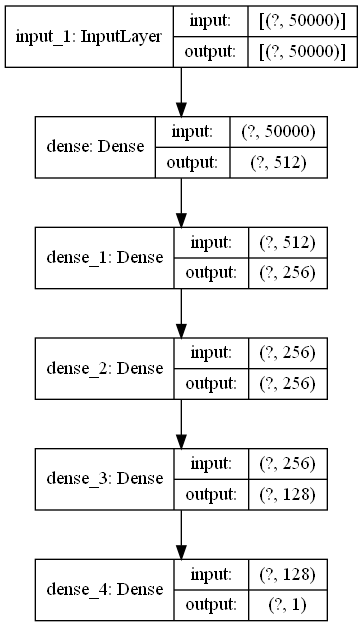 input_1: InputLayer input: [(?, 50000)]
output: [(?, 50000)]
dense: Dense input: (?, 50000)
output: (?, 512)
dense_1: Dense input: (?, 512)
output: (?, 256)
dense_2: Dense input: (?, 256)
output: (?, 256)
dense_3: Dense input: (?, 256)
output: (?, 128)
dense_4: Dense input: (?, 128)
output: (?, 1)